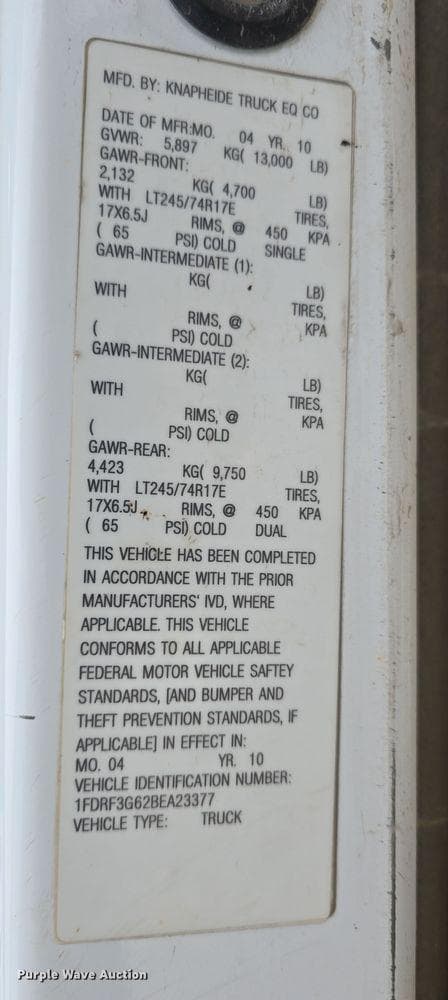 MFD. BY: KNAPHEIDE TRUCK EQ CO
DATE OF MFR:MO. 04 YR. 10
GVWR: 5,897 KG( 13,000 LB)
GAWR-FRONT:
2,132 KG( 4,700 LB)
WITH LT245/74R17E TIRES,
17X6.5J RIMS, @ 450 KPA
( 65 PSI) COLD SINGLE
GAWR-INTERMEDIATE (1):
KG( LB)
WITH TIRES,
RIMS, @ KPA
( PSI) COLD
GAWR-INTERMEDIATE (2):
KG( LB)
WITH TIRES,
RIMS, @ KPA
( PSI) COLD
GAWR-REAR:
4,423 KG( 9,750 LB)
WITH LT245/74R17E TIRES,
17X6.5J RIMS, @ 450 KPA
( 65 PSI) COLD DUAL
THIS VEHICLE HAS BEEN COMPLETED
IN ACCORDANCE WITH THE PRIOR
MANUFACTURERS' IVD, WHERE
APPLICABLE. THIS VEHICLE
CONFORMS TO ALL APPLICABLE
FEDERAL MOTOR VEHICLE SAFTEY
STANDARDS, [AND BUMPER AND
THEFT PREVENTION STANDARDS, IF
APPLICABLE] IN EFFECT IN:
MO. 04 YR. 10
VEHICLE IDENTIFICATION NUMBER:
1FDRF3G62BEA23377
VEHICLE TYPE: TRUCK
Purple Wave Auction